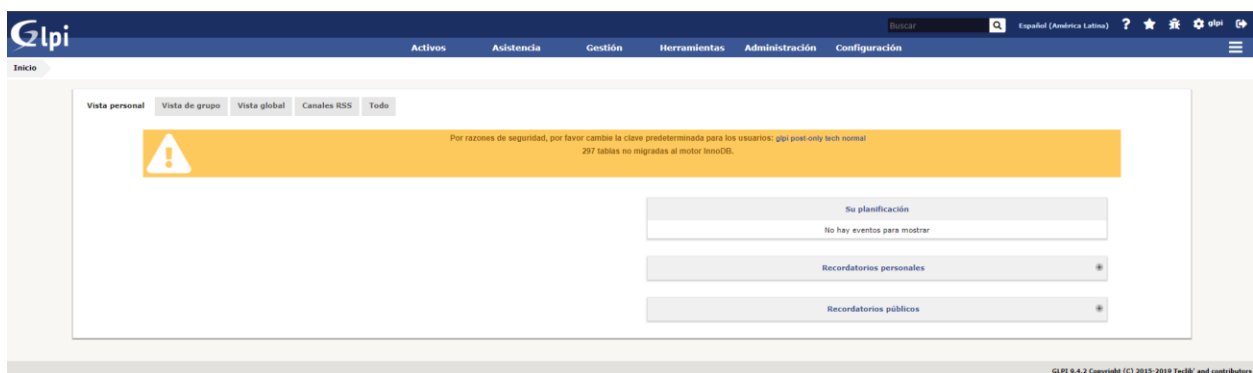 Glpi
Buscar
Español (América Latina)
?
glpi
Activos Asistencia Gestión Herramientas Administración Configuración
Inicio
Vista personal Vista de grupo Vista global Canales RSS Todo
Por razones de seguridad, por favor cambie la clave predeterminada para los usuarios: glpi post-only tech normal
297 tablas no migradas al motor InnoDB.
Su planificación
No hay eventos para mostrar
Recordatorios personales
Recordatorios públicos
GLPI 9.4.2 Copyright (C) 2015-2019 Teclib' and contributors